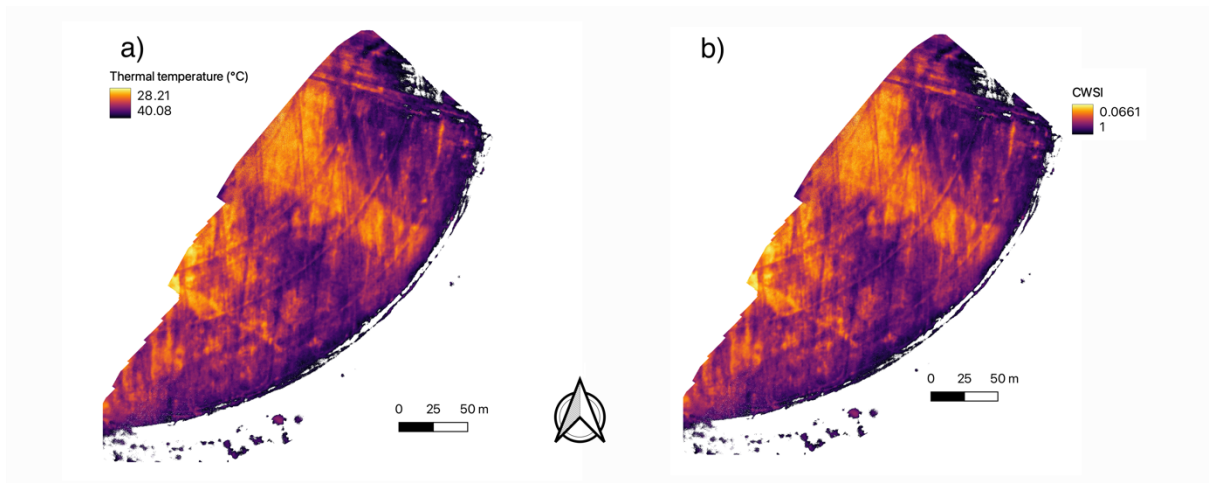 a)
Thermal temperature (°C)
28.21
40.08
0 25 50 m
b)
CWSI
0.0661
1
0 25 50 m